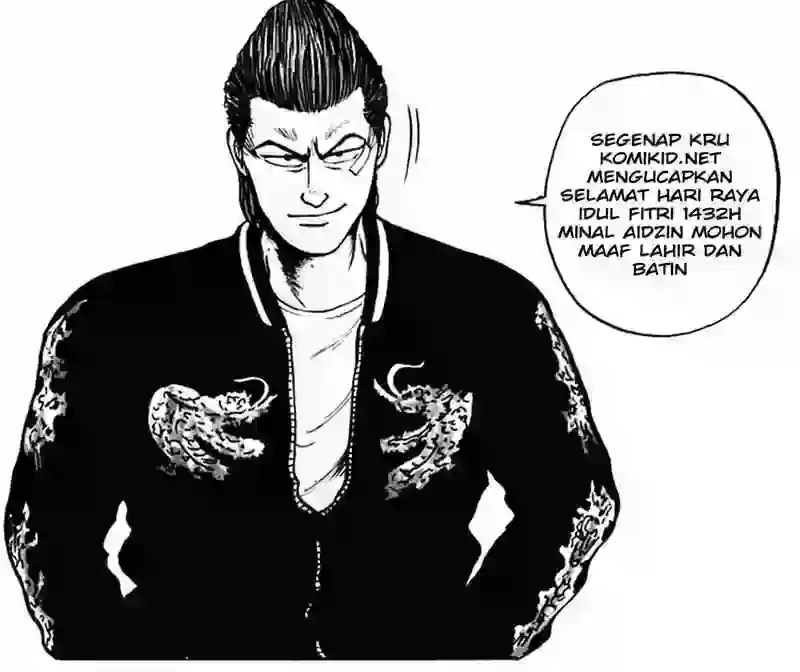 SEGENAP KRU
KOMIKID.NET
MENGUCAPKAN
SELAMAT HARI RAYA
IDUL FITRI 1432H
MINAL AIDZIN MOHON
MAAF LAHIR DAN
BATIN